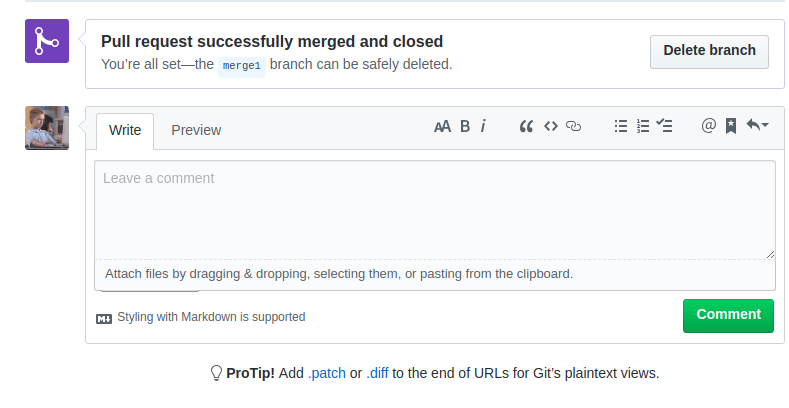 Pull request successfully merged and closed
You're all set—the merge1 branch can be safely deleted.
Delete branch
Write
Preview
AA B i
Leave a comment
Attach files by dragging & dropping, selecting them, or pasting from the clipboard.
Styling with Markdown is supported
Comment
ProTip! Add .patch or .diff to the end of URLs for Git's plaintext views.